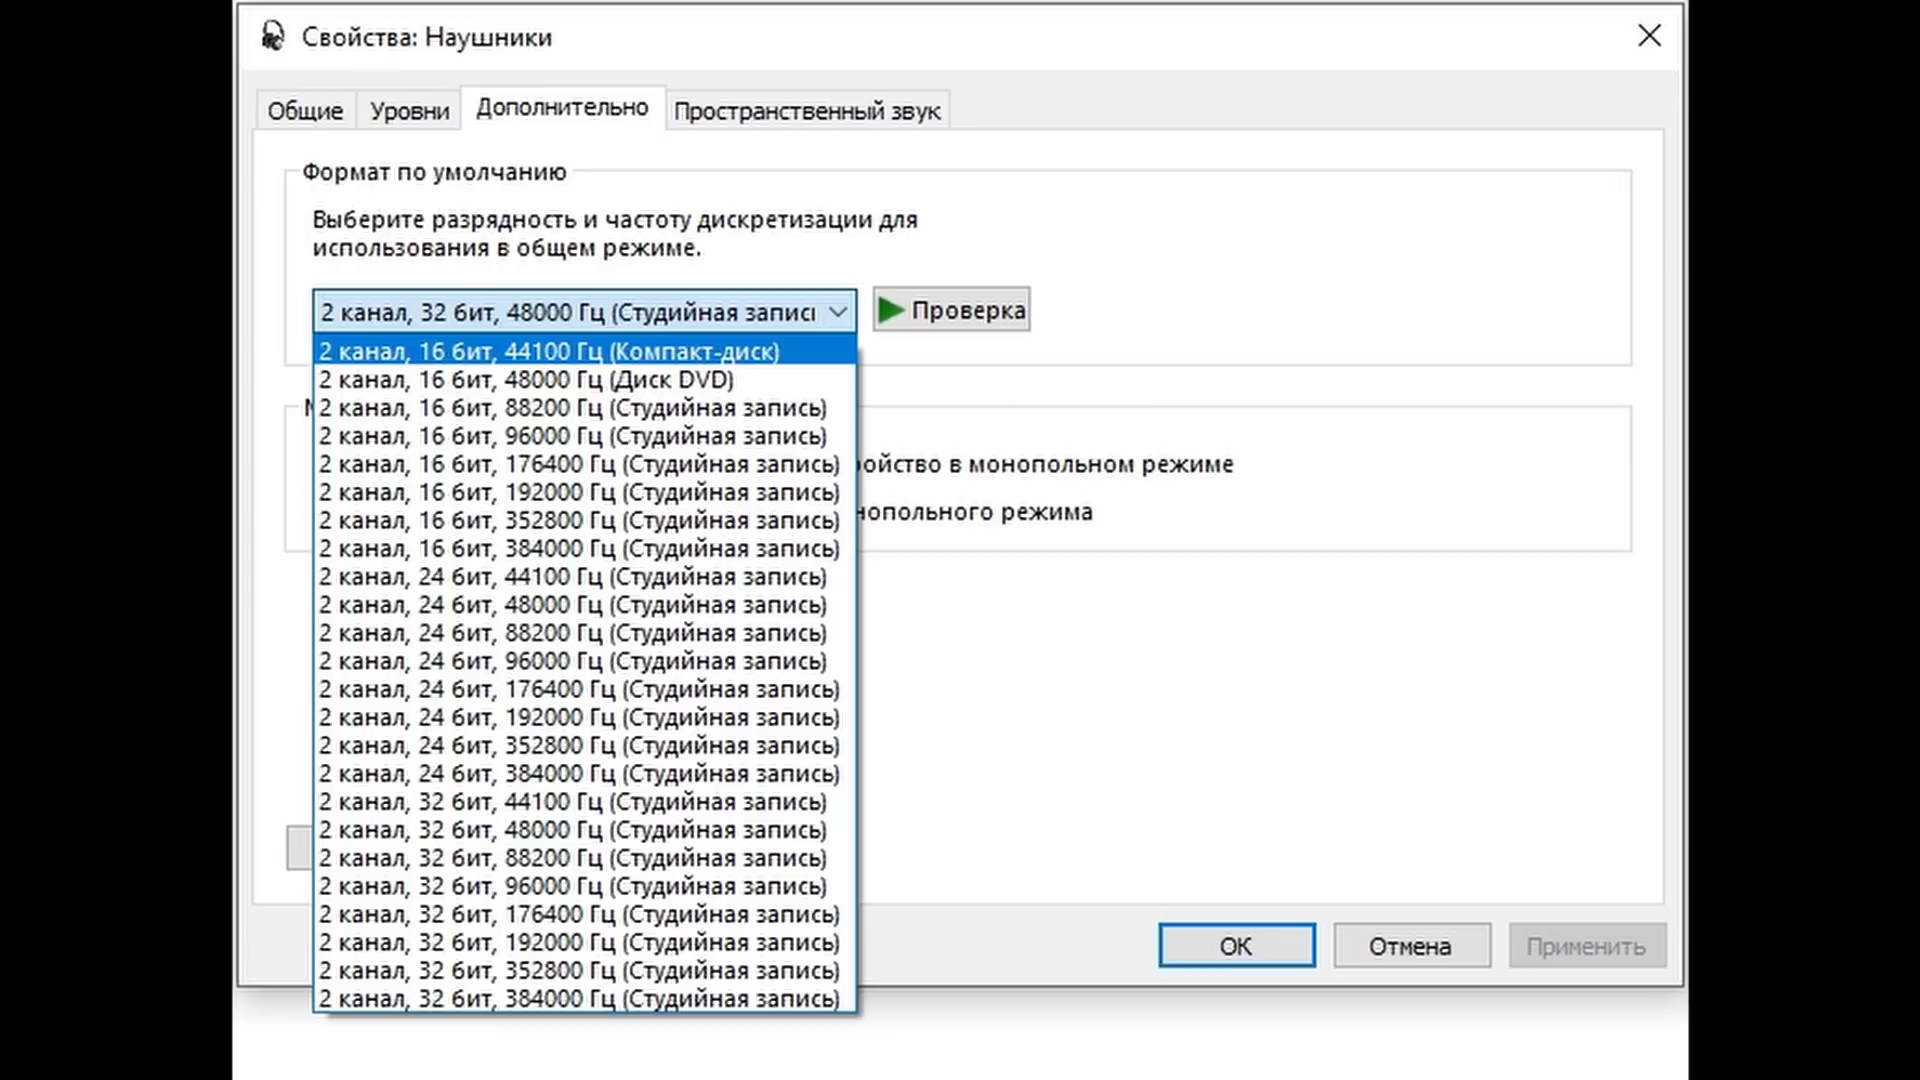 Свойства: Наушники
Общие
Уровни
Дополнительно
Пространственный звук
Формат по умолчанию
Выберите разрядность и частоту дискретизации для
использования в общем режиме.
2 канал, 32 бит, 48000 Гц (Студийная
Проверка
2 канал, 16 бит, 44100 Гц (Компакт-диск)
2 канал, 16 бит, 48000 Гц (Диск DVD)
2 канал, 16 бит, 88200 Гц (Студийная запись)
2 канал, 16 бит, 96000 Гц (Студийная запись)
2 канал, 16 бит, 176400 Гц (Студийная запись)
в монопольном режиме
2 канал, 16 бит, 192000 Гц (Студийная запись)
режима
2 канал, 16 бит, 352800 Гц (Студийная запись)
2 канал, 16 бит, 384000 Гц (Студийная запись)
2 канал, 24 бит, 44100 Гц (Студийная запись)
2 канал, 24 бит, 48000 Гц (Студийная запись)
2 канал, 24 бит, 88200 Гц (Студийная запись)
2 канал, 24 бит, 96000 Гц (Студийная запись)
2 канал, 24 бит, 176400 Гц (Студийная запись)
2 канал, 24 бит, 192000 Гц (Студийная запись)
2 канал, 24 бит, 352800 Гц (Студийная запись)
2 канал, 24 бит, 384000 Гц (Студийная запись)
2 канал, 32 бит, 44100 Гц (Студийная запись)
2 канал, 32 бит, 48000 Гц (Студийная запись)
2 канал, 32 бит, 88200 Гц (Студийная запись)
2 канал, 32 бит, 96000 Гц (Студийная запись)
2 канал, 32 бит, 176400 Гц (Студийная запись)
2 канал, 32 бит, 192000 Гц (Студийная запись)
2 канал, 32 бит, 352800 Гц (Студийная запись)
2 канал, 32 бит, 384000 Гц (Студийная запись)
ОК
Отмена
Применить